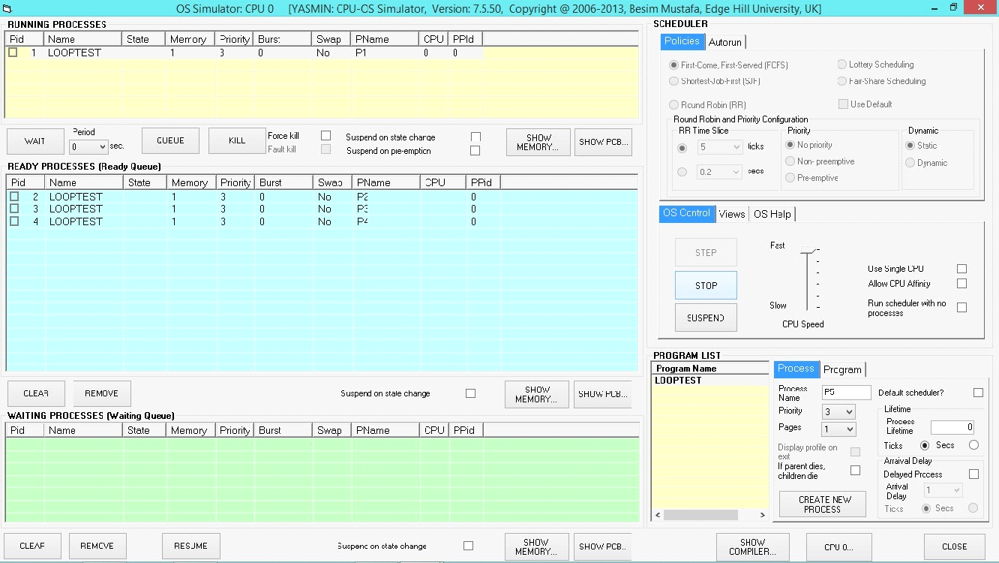 OS Simulator: CPU 0 [YASMIN: CPU-OS Simulator, Version: 7.5.50, Copyright @ 2006-2013, Besim Mustafa, Edge Hill University, UK]
RUNNING PROCESSES
Pid Name State Memory Priority Burst Swap PName CPU PPId
1 LOOPTEST 1 3 0 No P1 0 0
WAIT
Period
0 sec.
QUEUE
KILL
Force kill
Fault kill
Suspend on state change
Suspend on pre-emption
SHOW MEMORY...
SHOW PCB...
READY PROCESSES (Ready Queue)
Pid Name State Memory Priority Burst Swap PName CPU PPid
2 LOOPTEST 1 3 0 No P2 0
3 LOOPTEST 1 3 0 No P3 0
4 LOOPTEST 1 3 0 No P4 0
CLEAR
REMOVE
Suspend on state change
SHOW MEMORY...
SHOW PCB...
WAITING PROCESSES (Waiting Queue)
Pid Name State Memory Priority Burst Swap PName CPU PPid
CLEAR
REMOVE
RESUME
Suspend on state change
SHOW MEMORY...
SHOW PCB...
SCHEDULER
Policies Autorun
First-Come, First-Served (FCFS) Lottery Scheduling
Shortest-Job-First (SJF) Fair-Share Scheduling
Round Robin (RR) Use Default
Round Robin and Priority Configuration
RR Time Slice Priority Dynamic
5 ticks No priority Static
Non- preemptive Dynamic
0.2 secs
Pre-emptive
OS Control Views OS Help
STEP
STOP
SUSPEND
Fast
Slow
CPU Speed
Use Single CPU
Allow CPU Affinity
Run scheduler with no
processes
PROGRAM LIST
Program Name
LOOPTEST
Process Program
Process
Name P5
Priority 3
Pages 1
Display profile on
exit
If parent dies,
children die
CREATE NEW
PROCESS
Default scheduler?
Lifetime
Process
Lifetime 0
Ticks Secs
Arraival Delay
Delayed Process
Arrival
Delay 1
Ticks Secs
SHOW
COMPILER...
CPU 0...
CLOSE